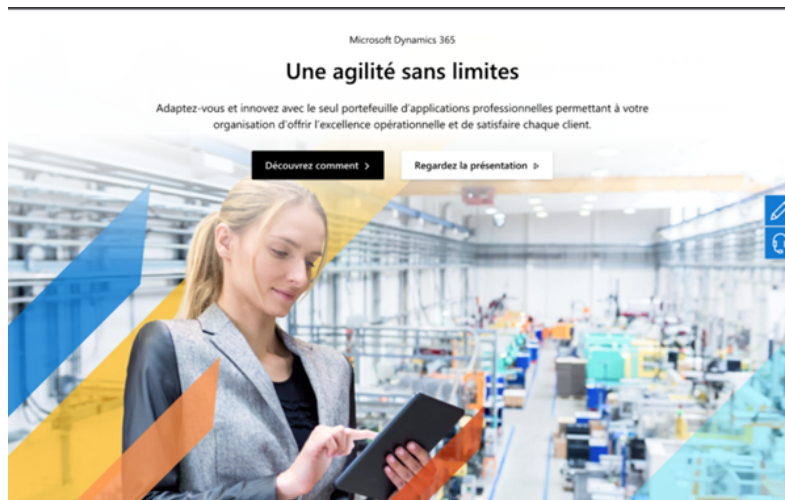 Microsoft Dynamics 365
Une agilité sans limites
Adaptez-vous et innovez avec le seul portefeuille d'applications professionnelles permettant à votre
organisation d'offrir l'excellence opérationnelle et de satisfaire chaque client.
Découvrez comment >
Regardez la présentation